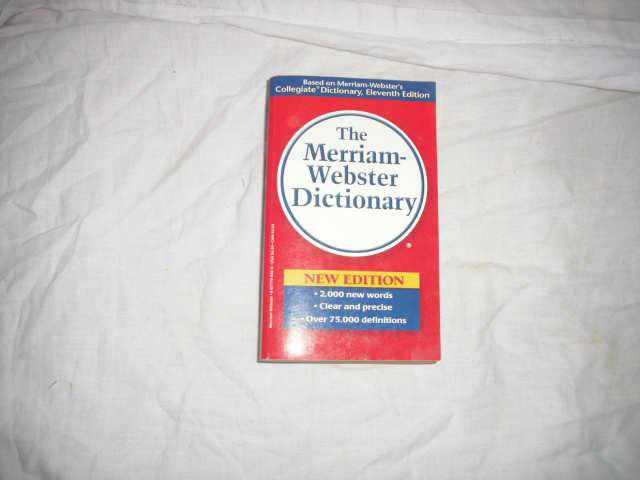 Based on Merriam-Webster's
Collegiate® Dictionary, Eleventh Edition
The
Merriam-
Webster
Dictionary
®
NEW EDITION
• 2,000 new words
• Clear and precise
• Over 75,000 definitions